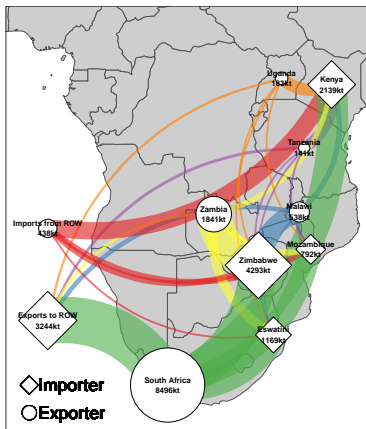 Uganda
183kt
Kenya
2139kt
Tanzania
141kt
Zambia
1841kt
Malawi
538kt
Imports from ROW
438kt
Mozambique
792kt
Zimbabwe
4293kt
Exports to ROW
3244kt
Eswatini
1169kt
South Africa
8496kt
Importer
Exporter